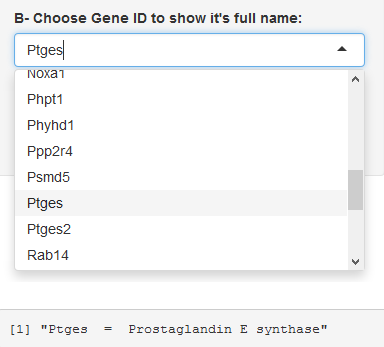 B- Choose Gene ID to show it's full name:
Ptges
Noxa1
Phpt1
Phyhd1
Ppp2r4
Psmd5
Ptges
Ptges2
Rab14
[1] "Ptges  =  Prostaglandin E synthase"